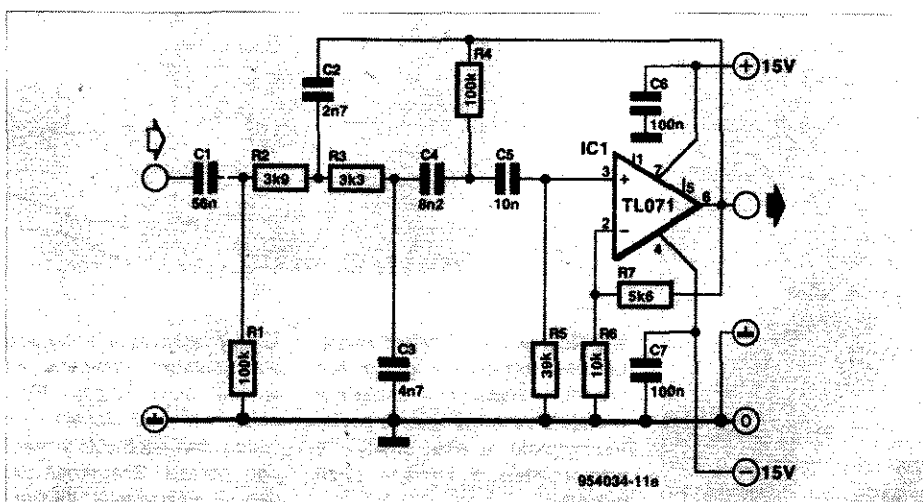 C2
2n7
R4
100k
C6
100n
+ 15V
C1
56n
R2
3k9
R3
3k3
C4
8n2
C5
10n
IC1
1
7
3
+
TL071
5
6
2
−
4
R7
5k6
R1
100k
C3
4n7
R5
39k
R6
10k
C7
100n
0
954034-11a
− 15V